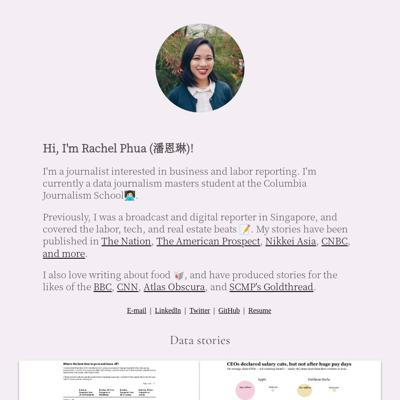 Hi, I'm Rachel Phua (潘恩琳)!
I'm a journalist interested in business and labor reporting. I'm
currently a data journalism masters student at the Columbia
Journalism School👩🏻‍💻.
Previously, I was a broadcast and digital reporter in Singapore, and
covered the labor, tech, and real estate beats 📝. My stories have been
published in The Nation, The American Prospect, Nikkei Asia, CNBC,
and more.
I also love writing about food 🥡, and have produced stories for the
likes of the BBC, CNN, Atlas Obscura, and SCMP's Goldthread.
E-mail | LinkedIn | Twitter | GitHub | Resume
Data stories
CEOs declared salary cuts, but not after huge pay days